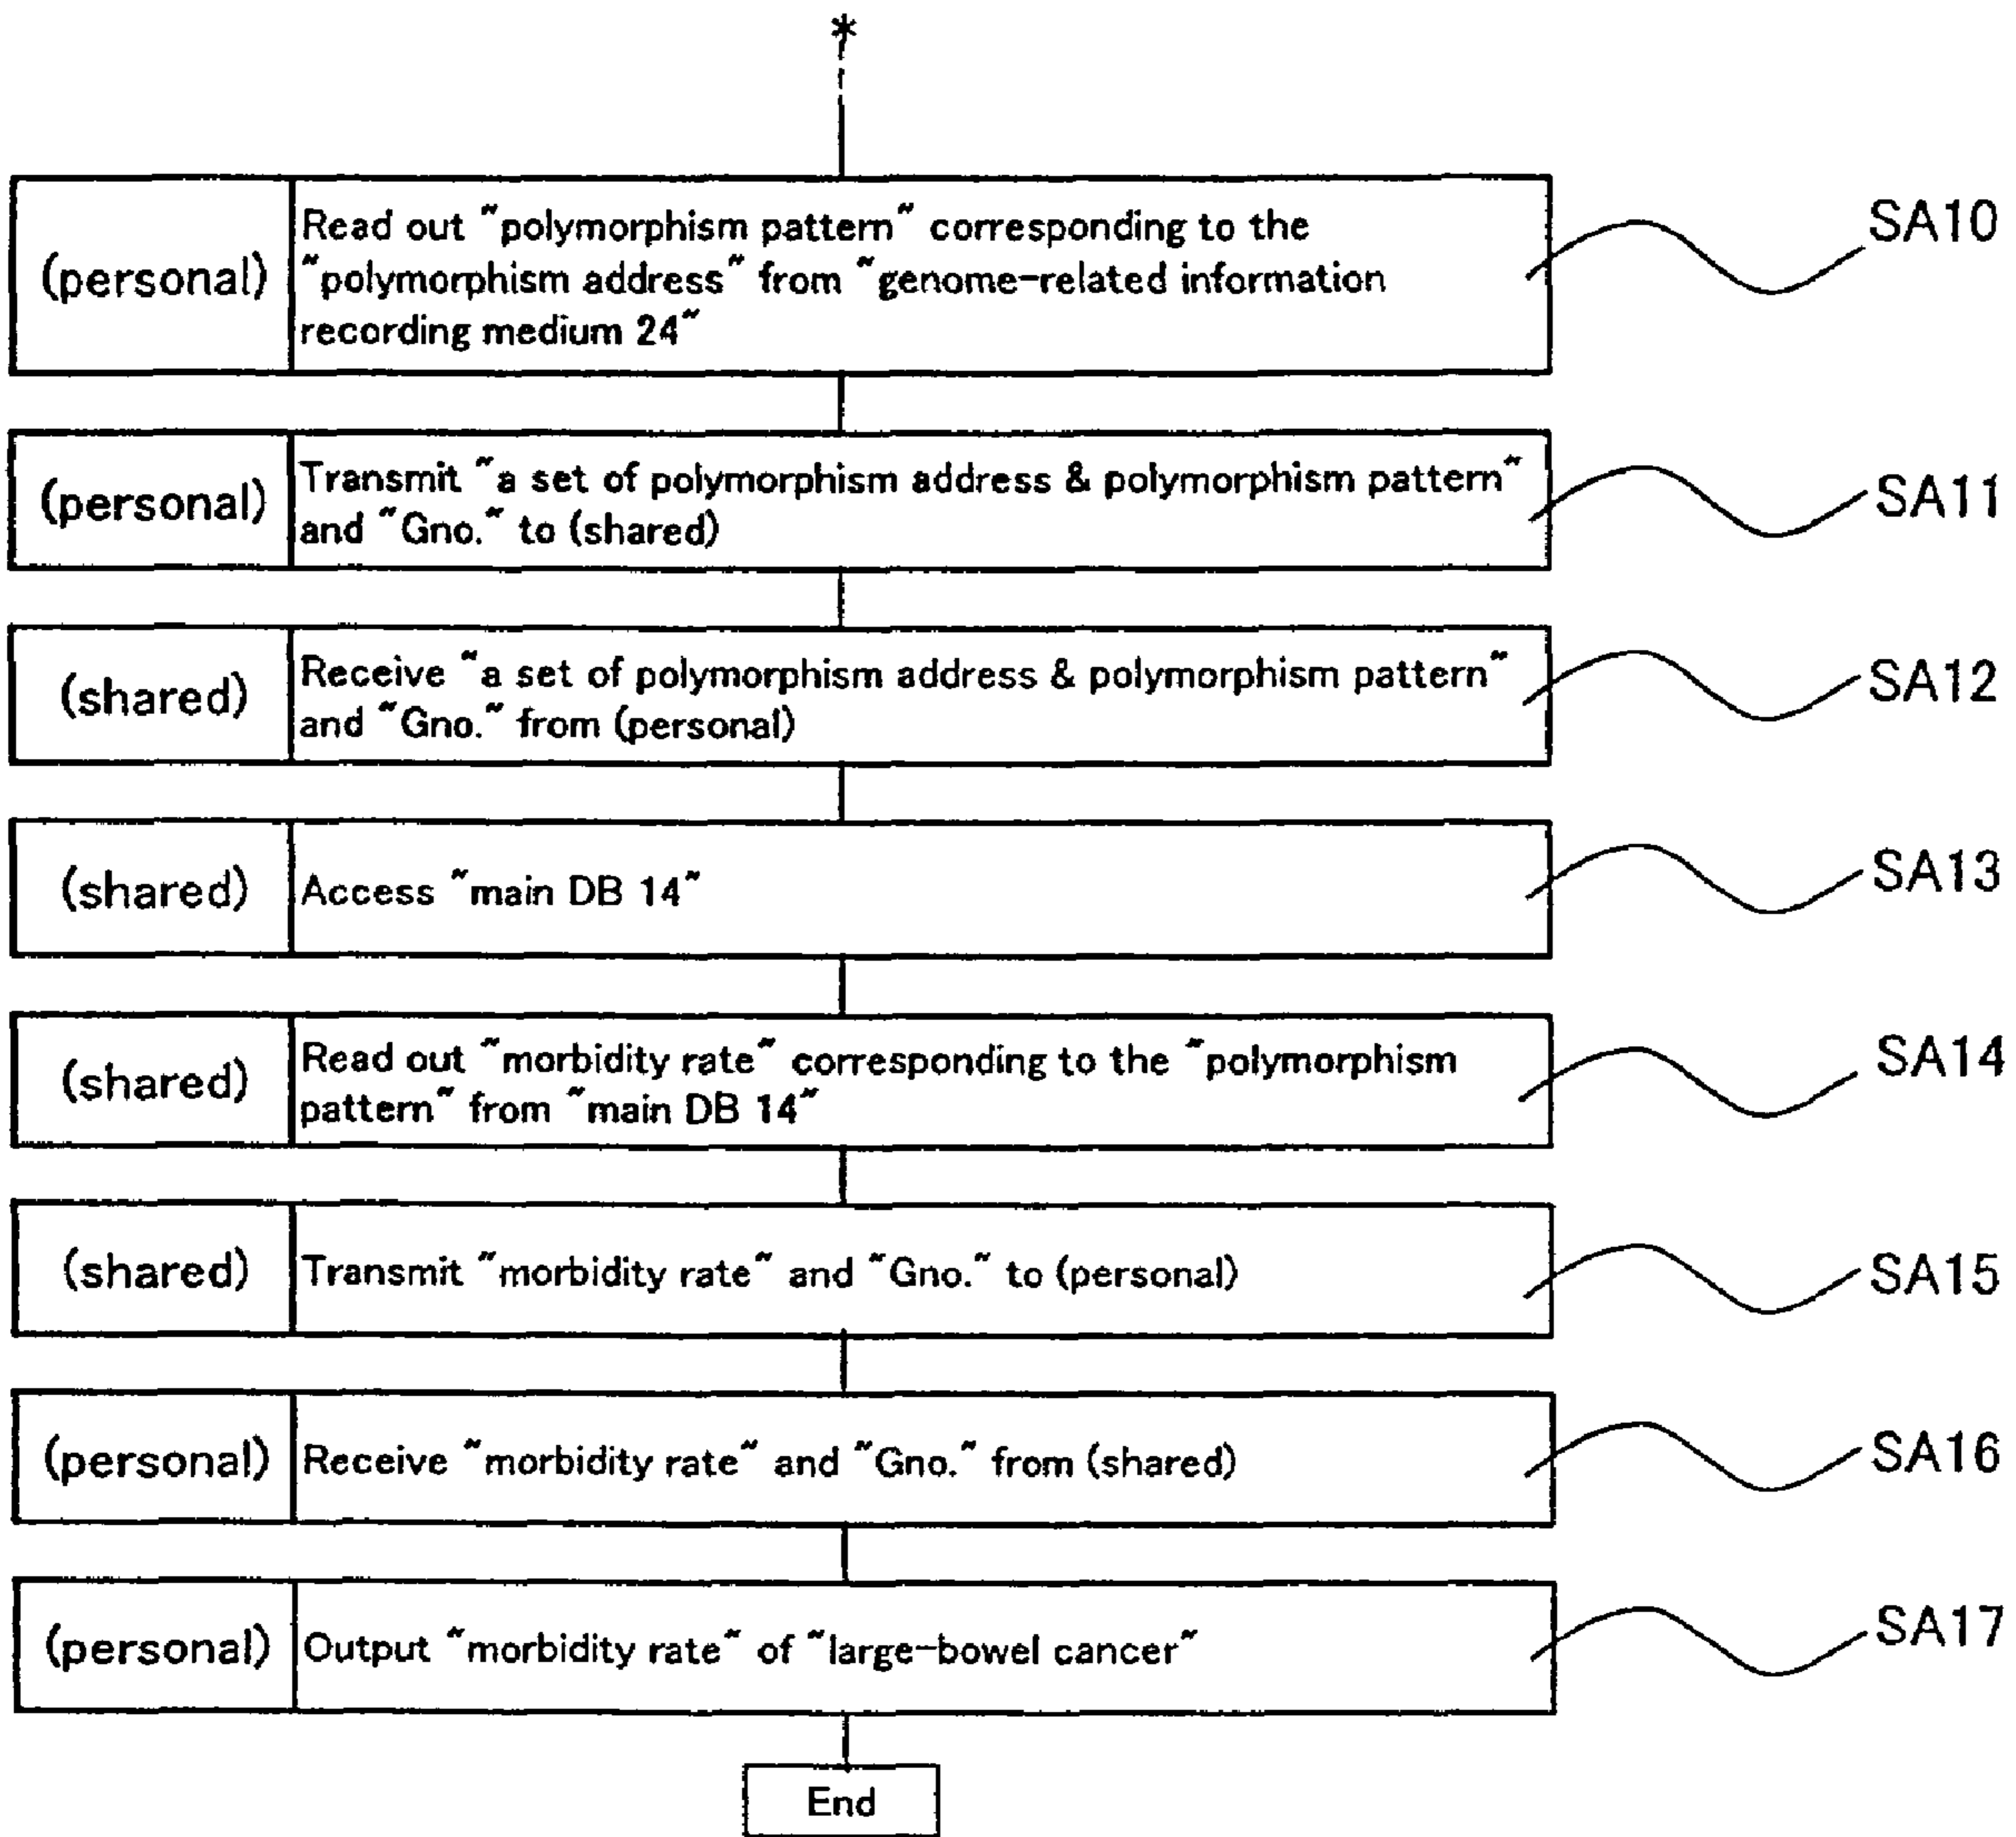 *
(personal)
Read out "polymorphism pattern" corresponding to the
"polymorphism address" from "genome-related information
recording medium 24"
SA10
(personal)
Transmit "a set of polymorphism address & polymorphism pattern"
and "Gno." to (shared)
SA11
(shared)
Receive "a set of polymorphism address & polymorphism pattern"
and "Gno." from (personal)
SA12
(shared)
Access "main DB 14"
SA13
(shared)
Read out "morbidity rate" corresponding to the "polymorphism
pattern" from "main DB 14"
SA14
(shared)
Transmit "morbidity rate" and "Gno." to (personal)
SA15
(personal)
Receive "morbidity rate" and "Gno." from (shared)
SA16
(personal)
Output "morbidity rate" of "large-bowel cancer"
SA17
End